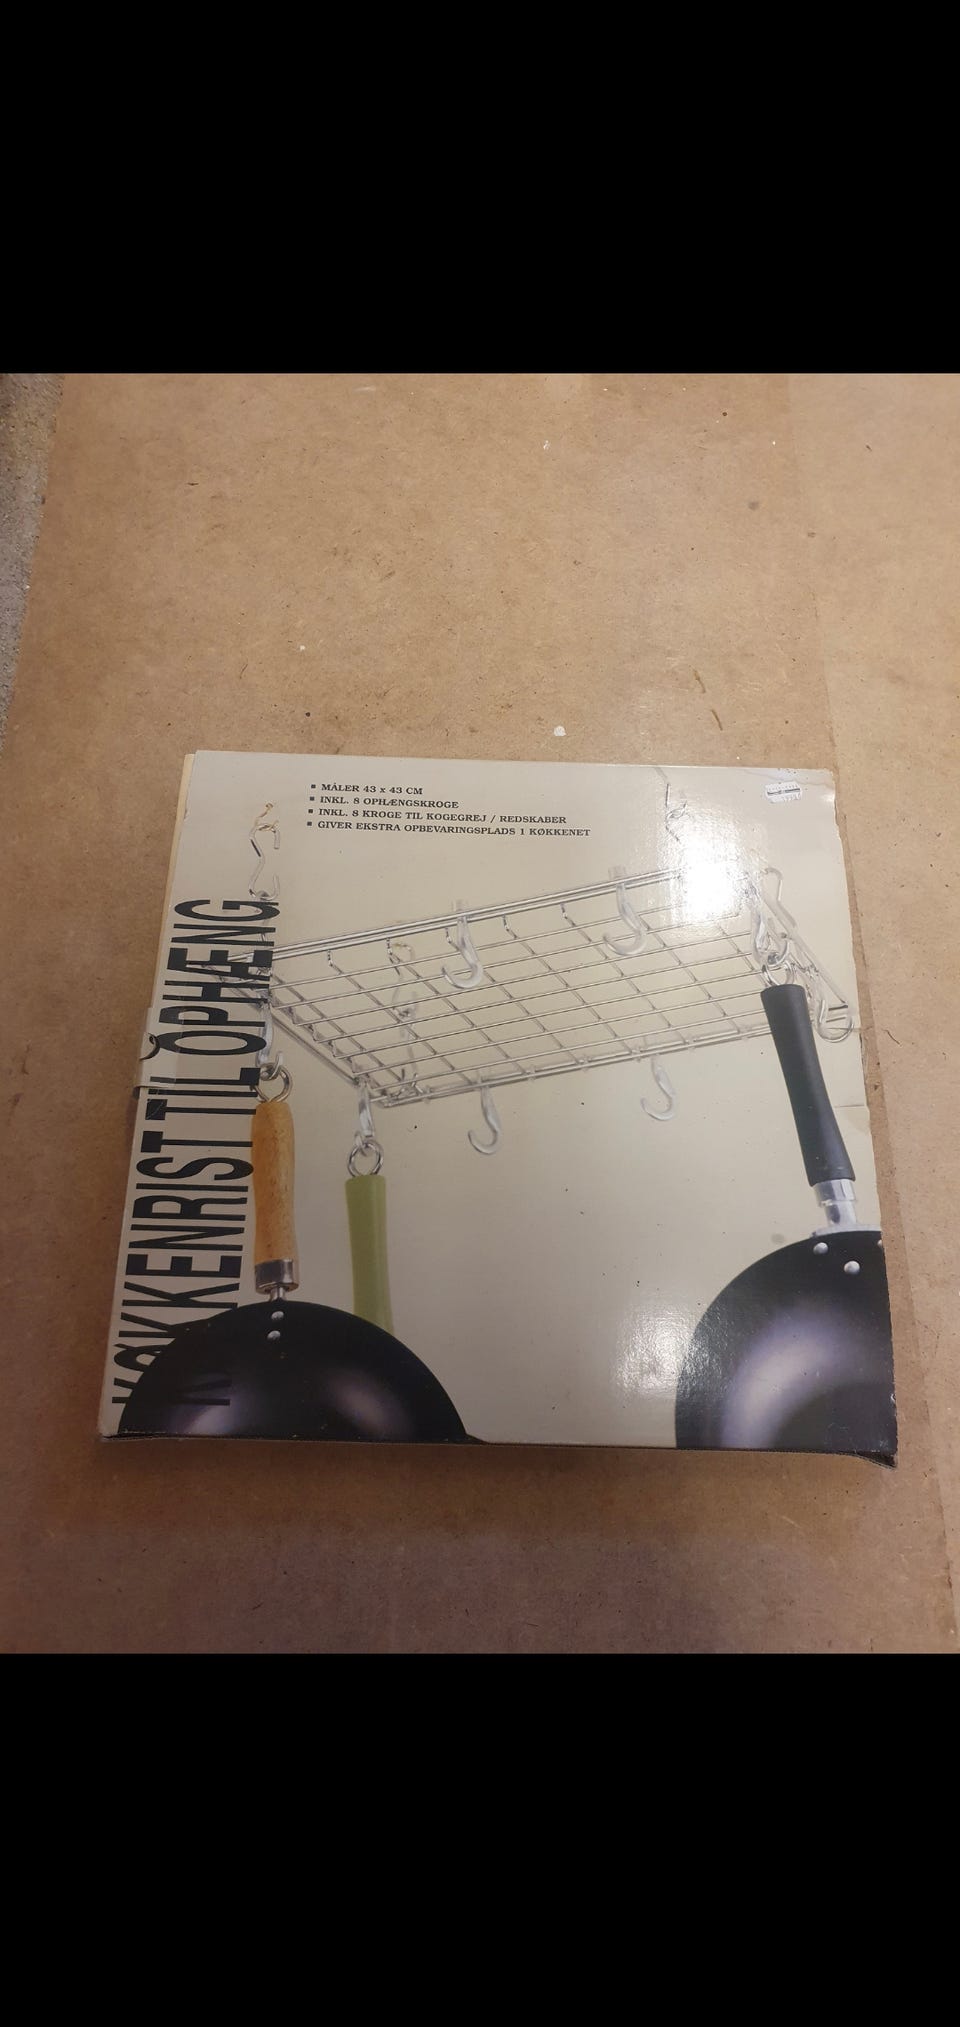 MÅLER 43 x 43 CM
INKL. 8 OPHÆNGSKROGE
INKL. 8 KROGE TIL KOGEGREJ / REDSKABER
GIVER EKSTRA OPBEVARINGSPLADS 1 KØKKENET
KØKKENRIST TIL OPHÆNG